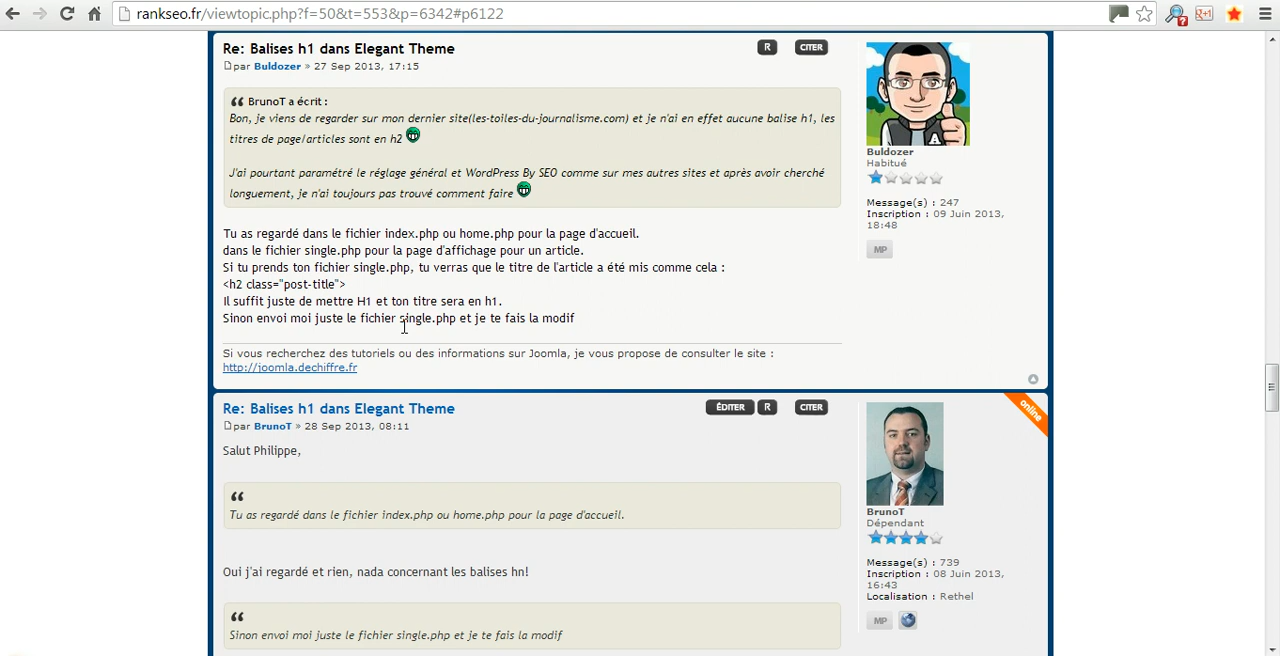 rankseo.fr/viewtopic.php?f=50&t=553&p=6342#p6122
Re: Balises h1 dans Elegant Theme
R CITER
par Buldozer » 27 Sep 2013, 17:15
BrunoT a écrit :
Bon, je viens de regarder sur mon dernier site(les-toiles-du-journalisme.com) et je n'ai en effet aucune balise h1, les
titres de page/articles sont en h2
J'ai pourtant paramétré le réglage général et WordPress By SEO comme sur mes autres sites et après avoir cherché
longuement, je n'ai toujours pas trouvé comment faire
Tu as regardé dans le fichier index.php ou home.php pour la page d'accueil.
dans le fichier single.php pour la page d'affichage pour un article.
Si tu prends ton fichier single.php, tu verras que le titre de l'article a été mis comme cela :
<h2 class="post-title">
Il suffit juste de mettre H1 et ton titre sera en h1.
Sinon envoi moi juste le fichier single.php et je te fais la modif
Si vous recherchez des tutoriels ou des informations sur Joomla, je vous propose de consulter le site :
http://joomla.dechiffre.fr
Buldozer
Habitué
Message(s) : 247
Inscription : 09 Juin 2013,
18:48
MP
Re: Balises h1 dans Elegant Theme
ÉDITER R CITER
par BrunoT » 28 Sep 2013, 08:11
Salut Philippe,
Tu as regardé dans le fichier index.php ou home.php pour la page d'accueil.
Oui j'ai regardé et rien, nada concernant les balises hn!
Sinon envoi moi juste le fichier single.php et je te fais la modif
online
BrunoT
Dépendant
Message(s) : 739
Inscription : 08 Juin 2013,
16:43
Localisation : Rethel
MP